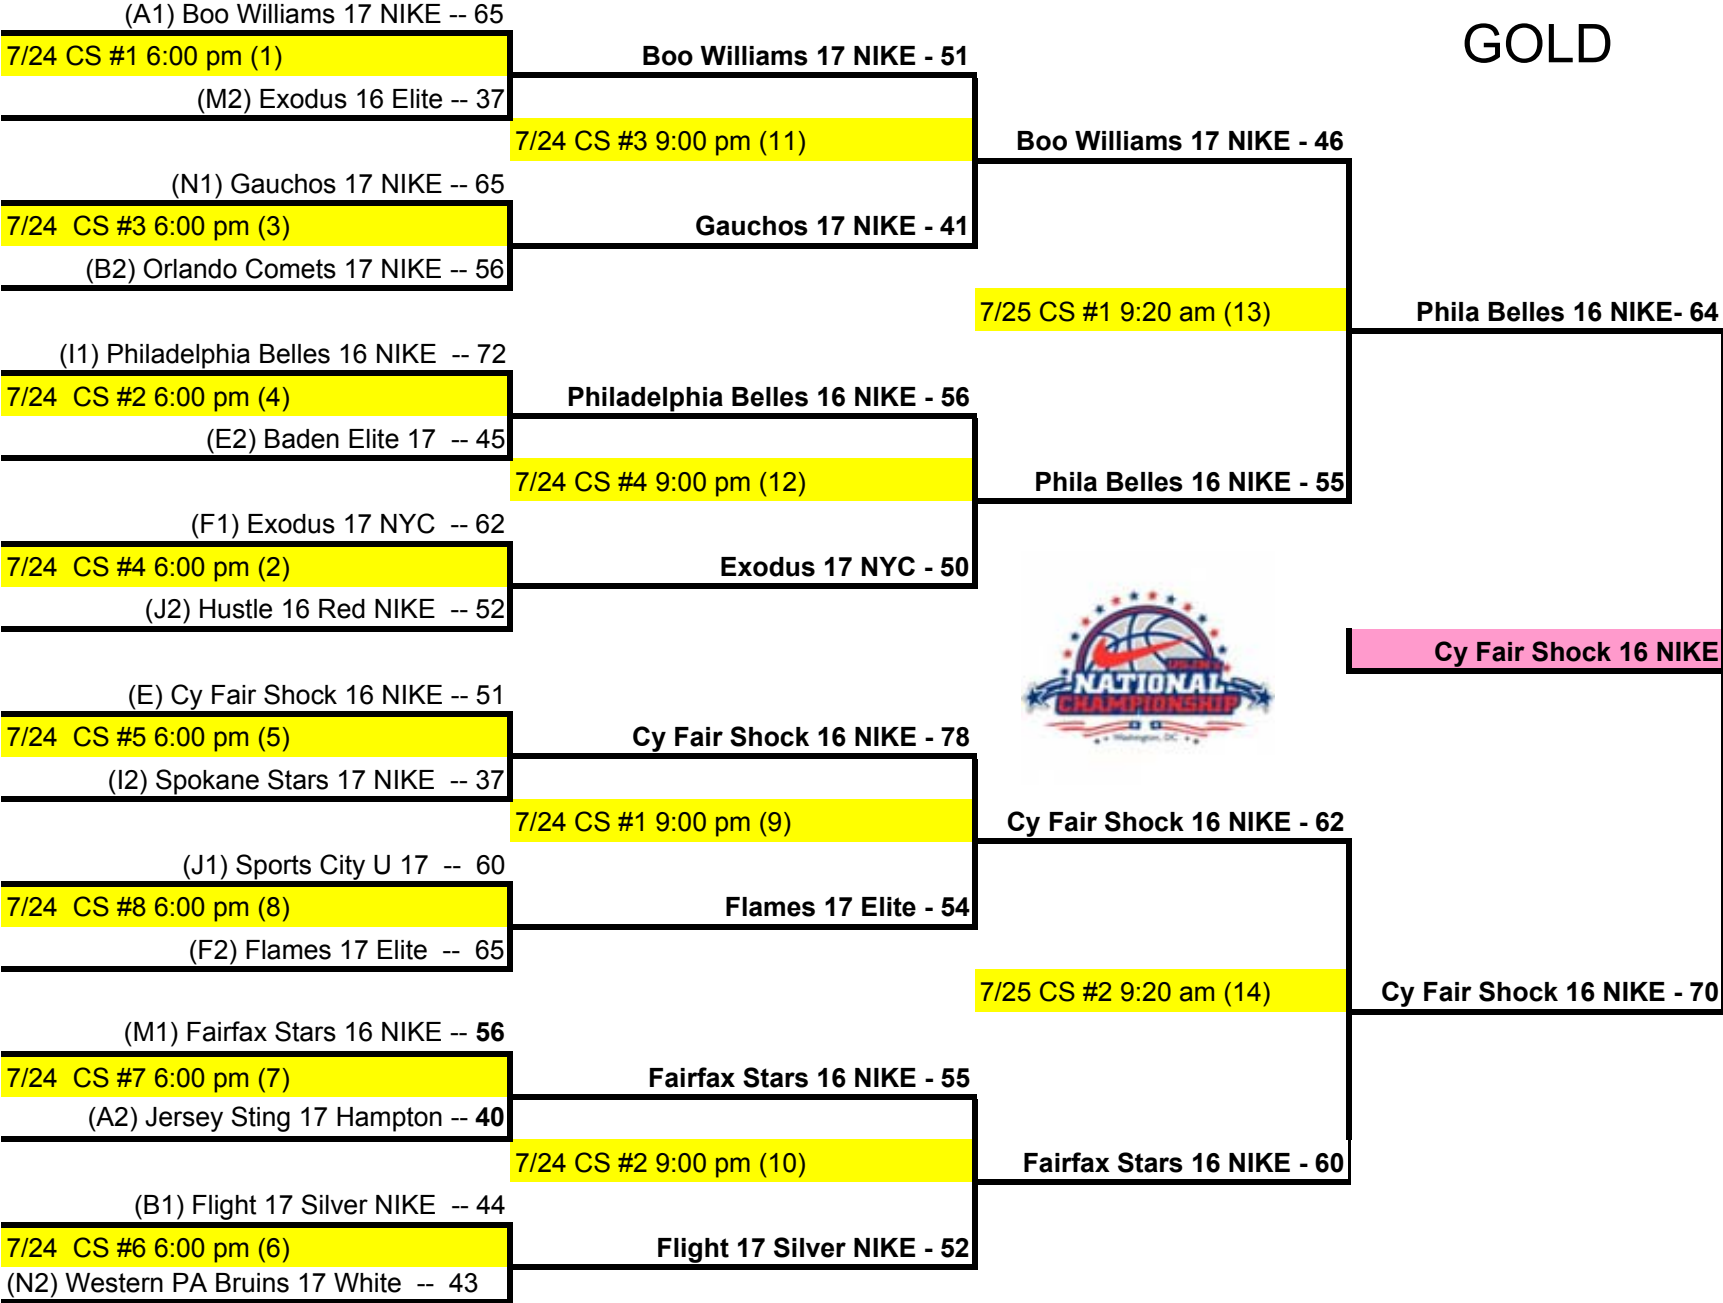 GOLD
(A1) Boo Williams 17 NIKE -- 65
7/24 CS #1 6:00 pm (1)
(M2) Exodus 16 Elite -- 37
(N1) Gauchos 17 NIKE -- 65
7/24  CS #3 6:00 pm (3)
(B2) Orlando Comets 17 NIKE -- 56
(I1) Philadelphia Belles 16 NIKE  -- 72
7/24  CS #2 6:00 pm (4)
(E2) Baden Elite 17  -- 45
(F1) Exodus 17 NYC  -- 62
7/24  CS #4 6:00 pm (2)
(J2) Hustle 16 Red NIKE  -- 52
(E) Cy Fair Shock 16 NIKE -- 51
7/24  CS #5 6:00 pm (5)
(I2) Spokane Stars 17 NIKE  -- 37
(J1) Sports City U 17  --  60
7/24  CS #8 6:00 pm (8)
(F2) Flames 17 Elite  --  65
(M1) Fairfax Stars 16 NIKE -- 56
7/24  CS #7 6:00 pm (7)
(A2) Jersey Sting 17 Hampton -- 40
(B1) Flight 17 Silver NIKE  -- 44
7/24  CS #6 6:00 pm (6)
(N2) Western PA Bruins 17 White  --  43
Boo Williams 17 NIKE - 51
7/24 CS #3 9:00 pm (11)
Gauchos 17 NIKE - 41
Philadelphia Belles 16 NIKE - 56
7/24 CS #4 9:00 pm (12)
Exodus 17 NYC - 50
Cy Fair Shock 16 NIKE - 78
7/24 CS #1 9:00 pm (9)
Flames 17 Elite - 54
Fairfax Stars 16 NIKE - 55
7/24 CS #2 9:00 pm (10)
Flight 17 Silver NIKE - 52
Boo Williams 17 NIKE - 46
7/25 CS #1 9:20 am (13)
Phila Belles 16 NIKE - 55
USJN's
NATIONAL
CHAMPIONSHIP
Washington, DC
Cy Fair Shock 16 NIKE - 62
7/25 CS #2 9:20 am (14)
Fairfax Stars 16 NIKE - 60
Phila Belles 16 NIKE- 64
Cy Fair Shock 16 NIKE
Cy Fair Shock 16 NIKE - 70